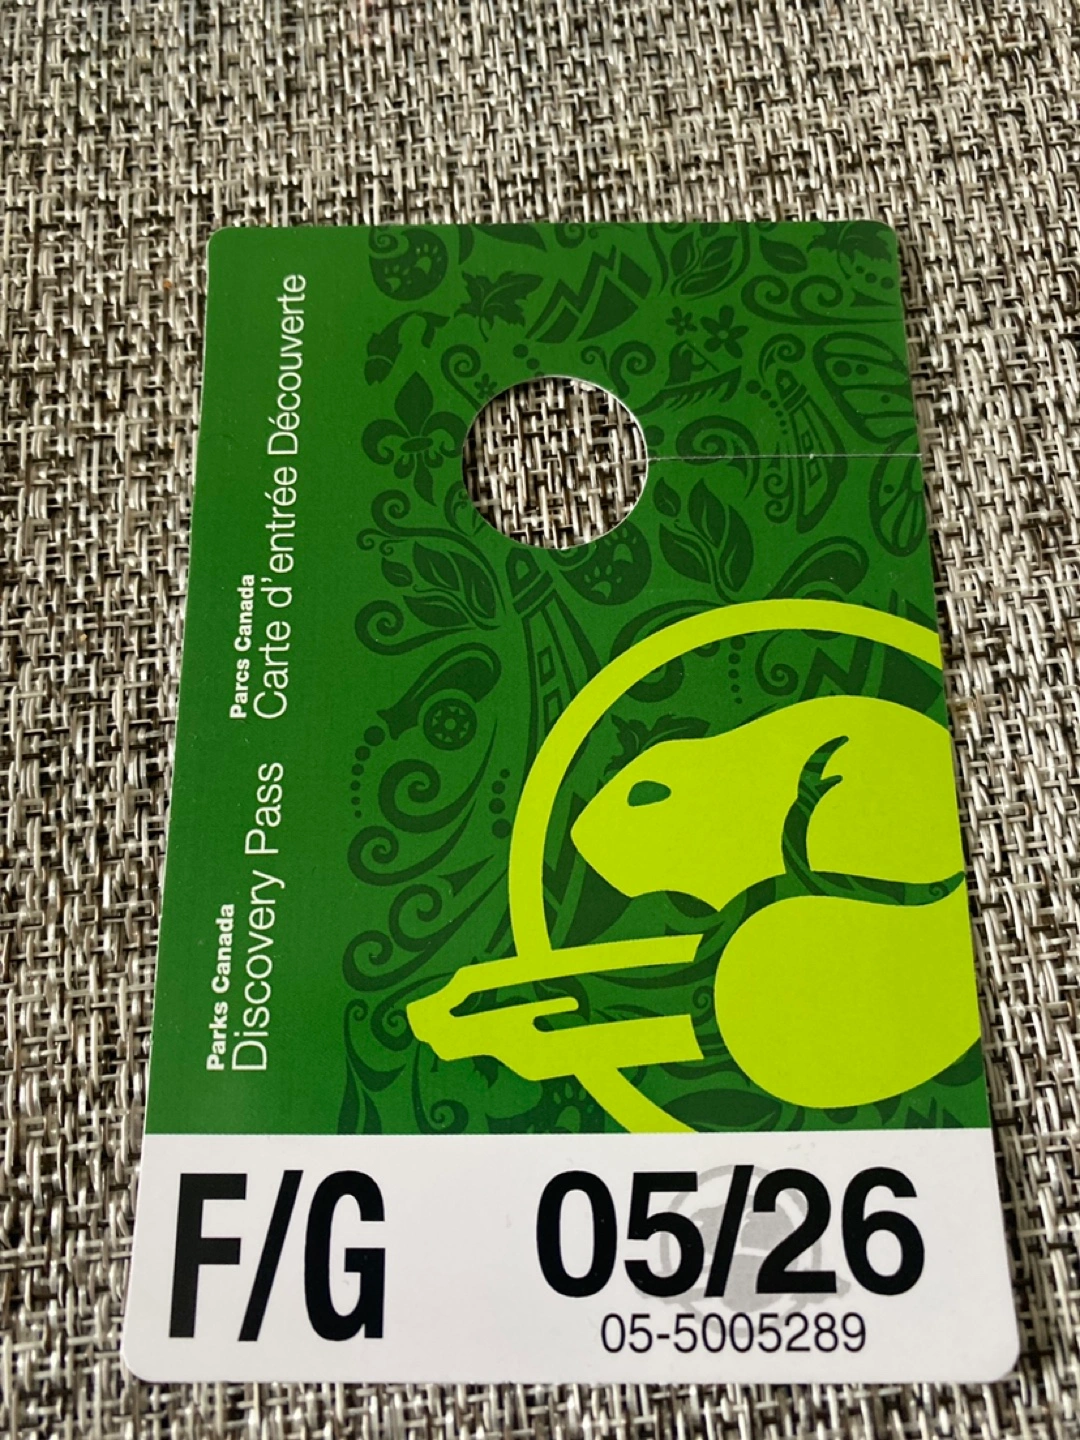 Parks Canada
Discovery Pass
Parcs Canada
Carte d'entrée Découverte
F/G
05/26
05-5005289